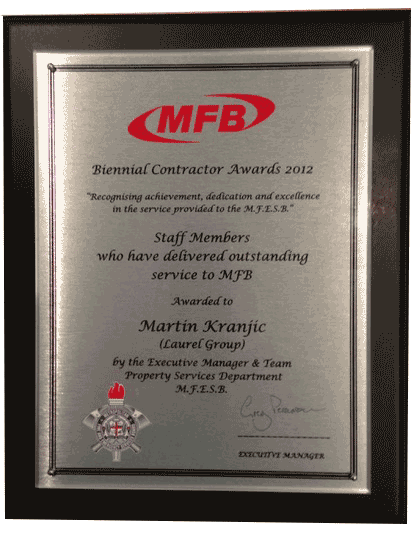 MFB
Biennial Contractor Awards 2012
"Recognising achievement, dedication and excellence
in the service provided to the M.F.E.S.B."
Staff Members
who have delivered outstanding
service to MFB
Awarded to
Martin Kranjic
(Laurel Group)
by the Executive Manager & Team
Property Services Department
M.F.E.S.B.
EXECUTIVE MANAGER